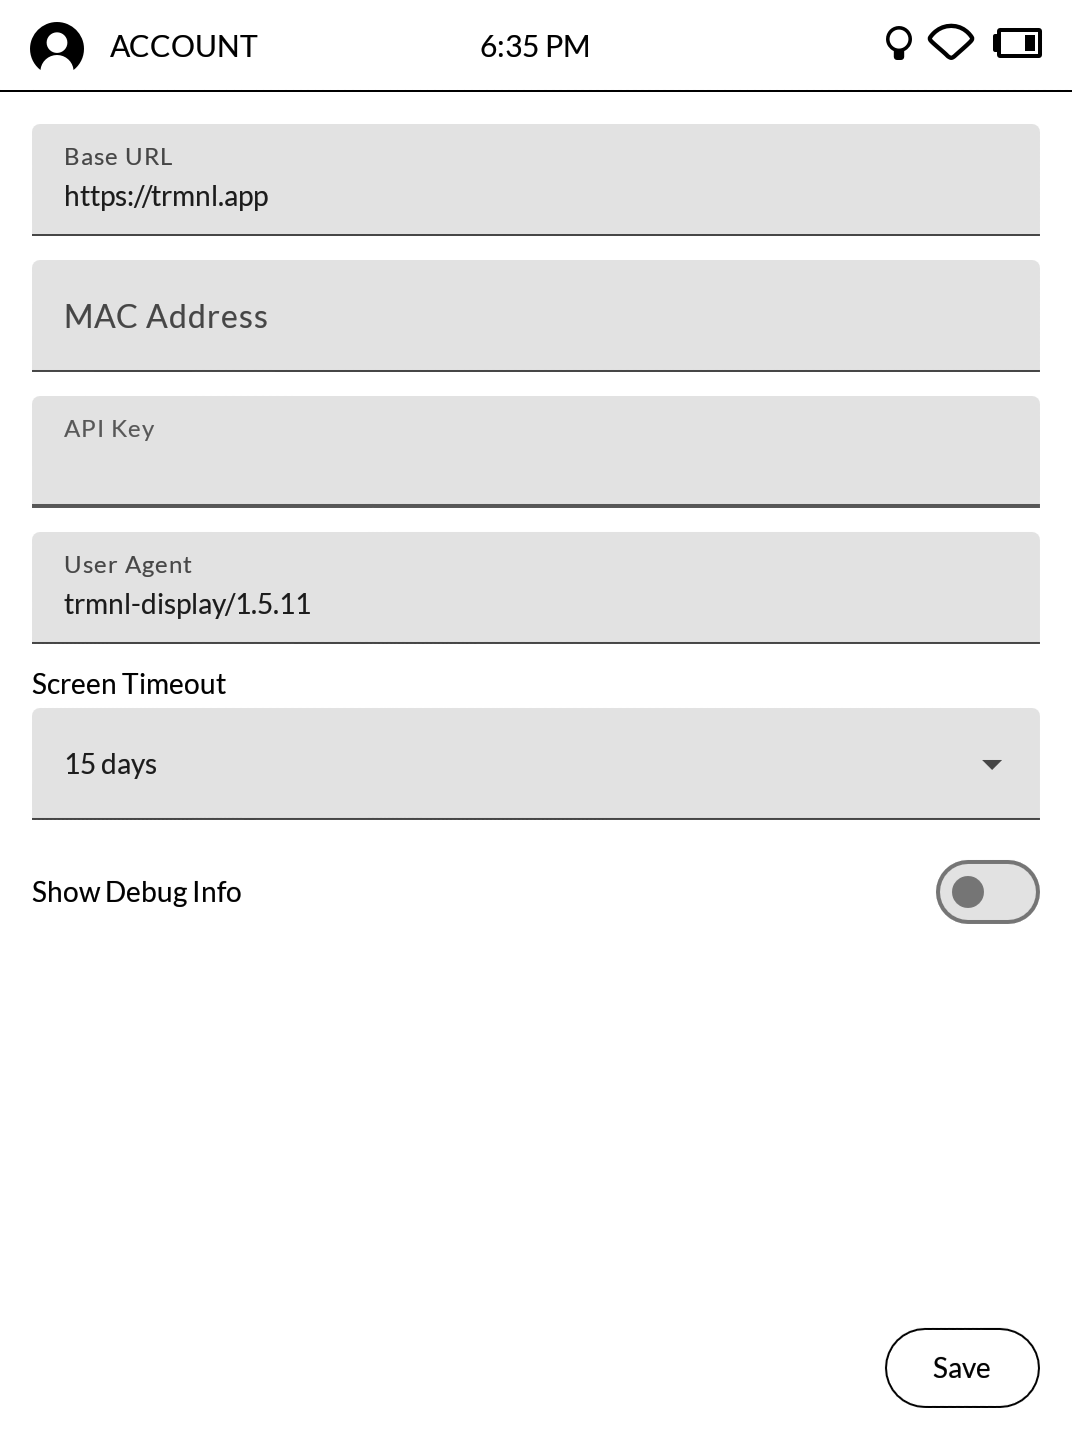 ACCOUNT
6:35 PM
Base URL
https://trmnl.app
MAC Address
API Key
User Agent
trmnl-display/1.5.11
Screen Timeout
15 days
Show Debug Info
Save